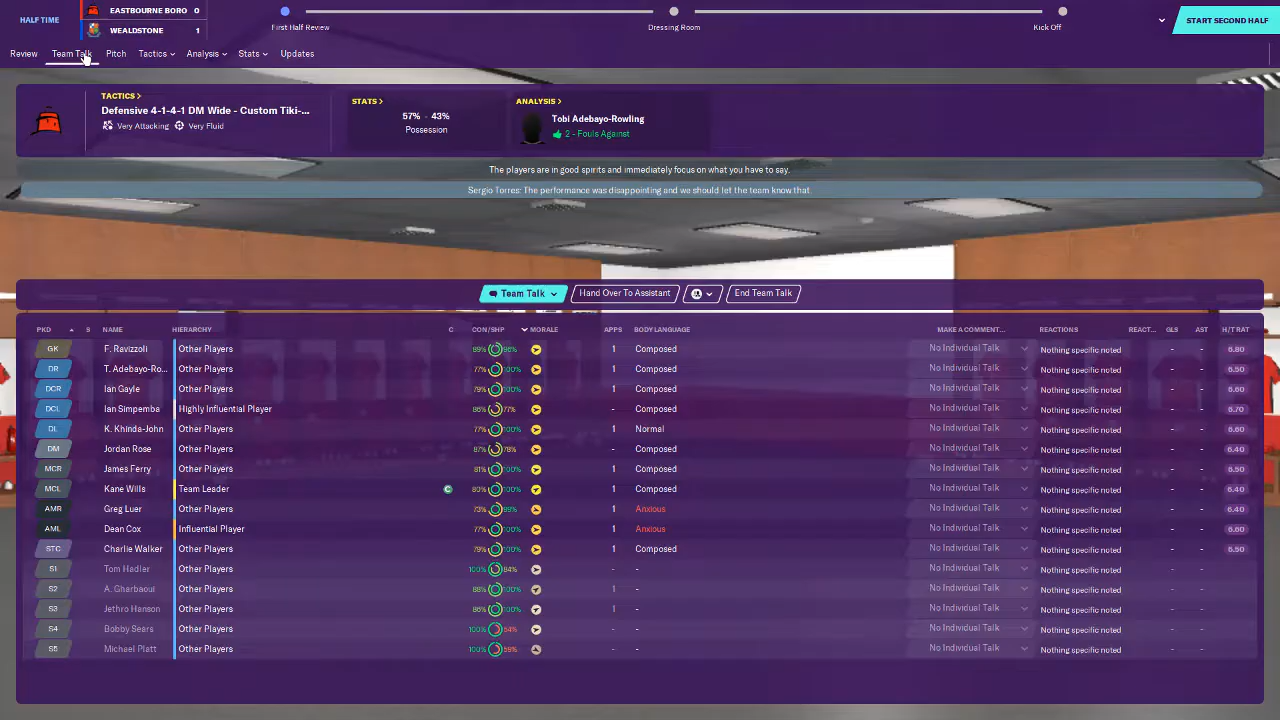 HALF TIME
EASTBOURNE BORO 0
WEALDSTONE 1
First Half Review
Dressing Room
Kick Off
START SECOND HALF
Review Team Talk Pitch Tactics Analysis Stats Updates
TACTICS >
Defensive 4-1-4-1 DM Wide - Custom Tiki-...
Very Attacking Very Fluid
STATS >
57% - 43%
Possession
ANALYSIS >
Tobi Adebayo-Rowling
2 - Fouls Against
The players are in good spirits and immediately focus on what you have to say.
Sergio Torres: The performance was disappointing and we should let the team know that.
Team Talk Hand Over To Assistant End Team Talk
PKD S NAME HIERARCHY C CON/SHP MORALE APPS BODY LANGUAGE MAKE A COMMENT... REACTIONS REACT... GLS AST H/T RAT
GK F. Ravizzoli Other Players 89% 96% 1 Composed No Individual Talk Nothing specific noted - - 6.80
DR T. Adebayo-Ro... Other Players 77% 100% 1 Composed No Individual Talk Nothing specific noted - - 6.50
DCR Ian Gayle Other Players 79% 100% 1 Composed No Individual Talk Nothing specific noted - - 6.60
DCL Ian Simpemba Highly Influential Player 86% 77% - Composed No Individual Talk Nothing specific noted - - 6.70
DL K. Khinda-John Other Players 77% 100% 1 Normal No Individual Talk Nothing specific noted - - 6.60
DM Jordan Rose Other Players 87% 78% - Composed No Individual Talk Nothing specific noted - - 6.40
MCR James Ferry Other Players 81% 100% 1 Composed No Individual Talk Nothing specific noted - - 6.50
MCL Kane Wills Team Leader C 80% 100% 1 Composed No Individual Talk Nothing specific noted - - 6.40
AMR Greg Luer Other Players 73% 99% 1 Anxious No Individual Talk Nothing specific noted - - 6.40
AML Dean Cox Influential Player 77% 100% 1 Anxious No Individual Talk Nothing specific noted - - 6.60
STC Charlie Walker Other Players 79% 100% 1 Composed No Individual Talk Nothing specific noted - - 6.50
S1 Tom Hadler Other Players 100% 84% - - No Individual Talk Nothing specific noted - -
S2 A. Gharbaoui Other Players 88% 100% 1 - No Individual Talk Nothing specific noted - -
S3 Jethro Hanson Other Players 86% 100% 1 - No Individual Talk Nothing specific noted - -
S4 Bobby Sears Other Players 100% 54% - - No Individual Talk Nothing specific noted - -
S5 Michael Platt Other Players 100% 59% - - No Individual Talk Nothing specific noted - -